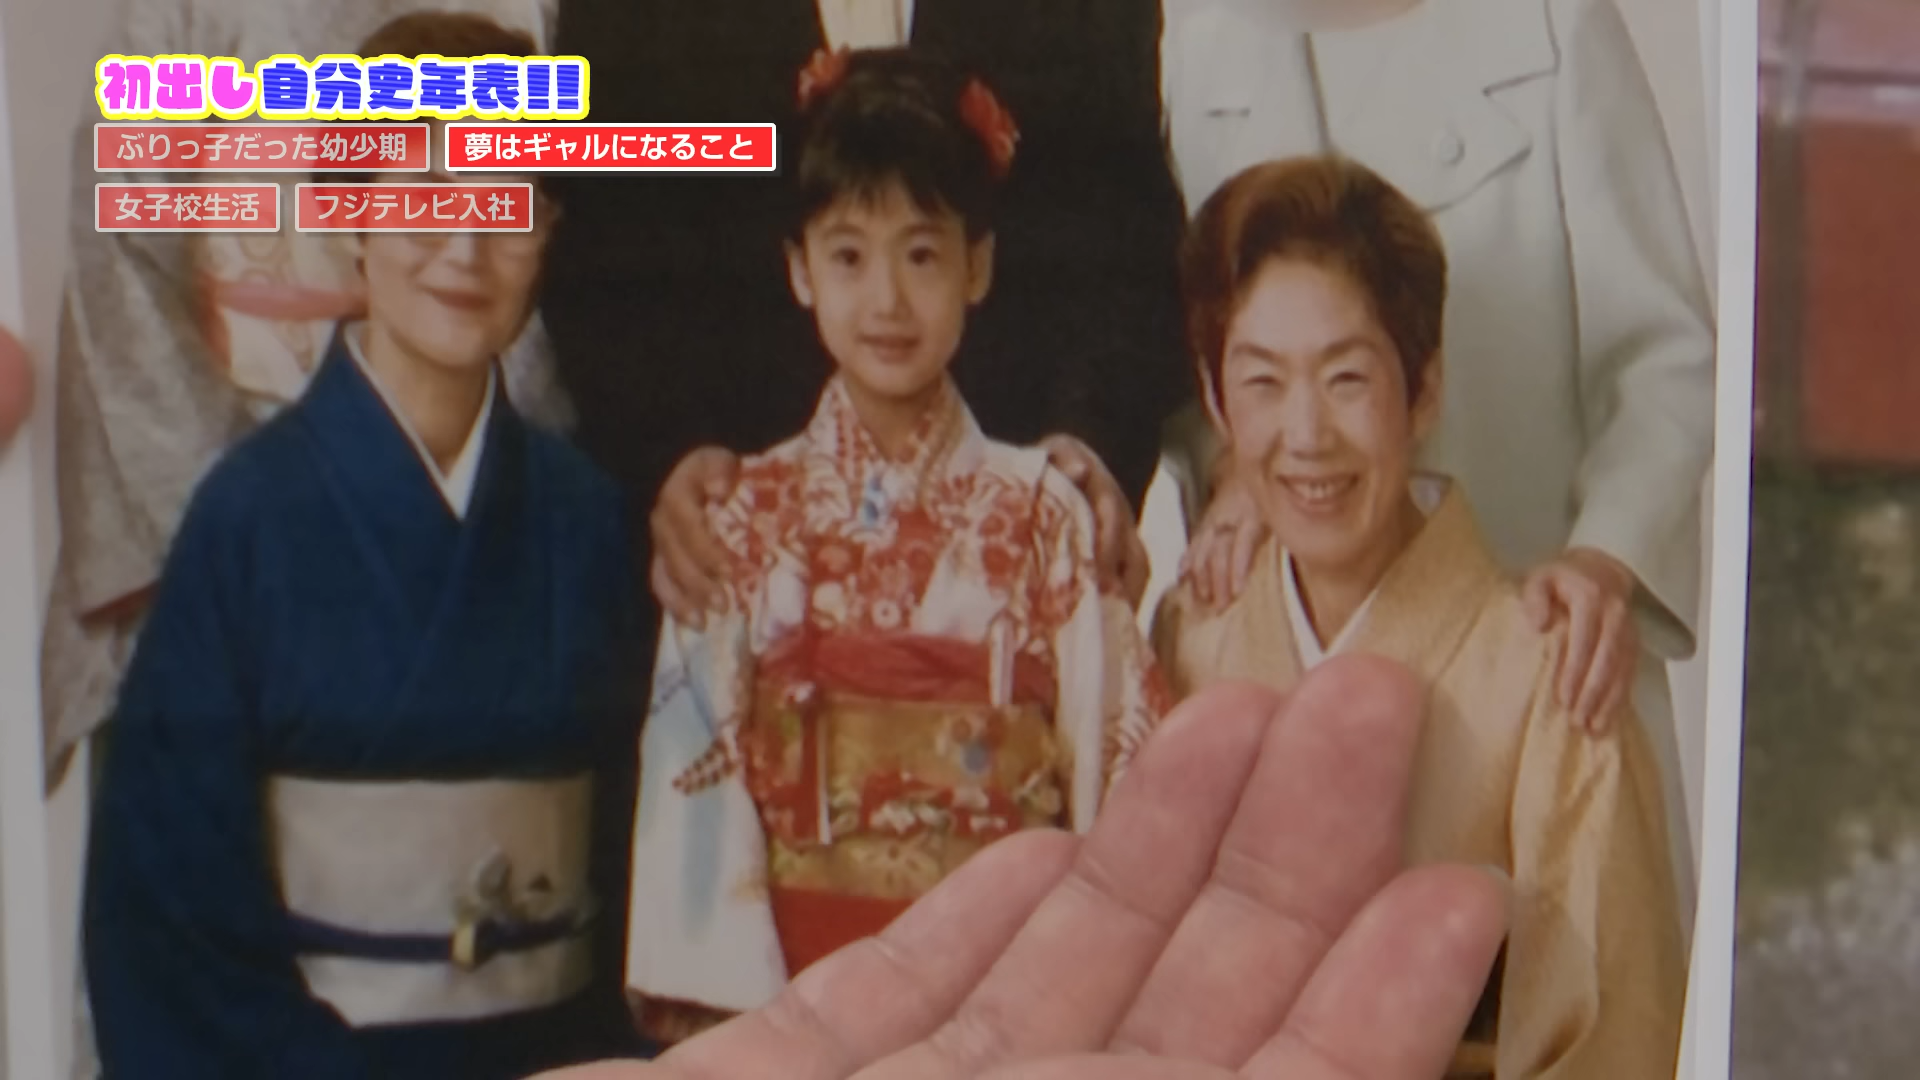 初出し自分史年表!!
ぶりっ子だった幼少期 夢はギャルになること
女子校生活 フジテレビ入社